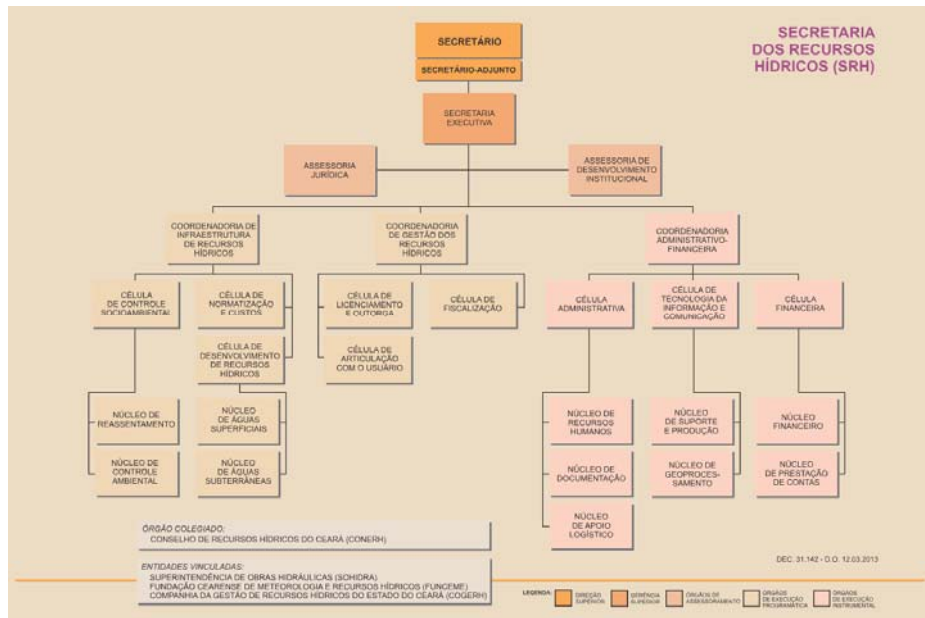 SECRETARIA
DOS RECURSOS
HÍDRICOS (SRH)
SECRETÁRIO
SECRETÁRIO-ADJUNTO
SECRETARIA
EXECUTIVA
ASSESSORIA
JURÍDICA
ASSESSORIA DE
DESENVOLVIMENTO
INSTITUCIONAL
COORDENADORIA DE
INFRAESTRUTURA
DE RECURSOS
HÍDRICOS
COORDENADORIA
DE GESTÃO DOS
RECURSOS
HÍDRICOS
COORDENADORIA
ADMINISTRATIVO-
FINANCEIRA
CÉLULA
DE CONTROLE
SOCIOAMBIENTAL
CÉLULA DE
NORMATIZAÇÃO
E CUSTOS
CÉLULA DE
LICENCIAMENTO
E OUTORGA
CÉLULA DE
FISCALIZAÇÃO
CÉLULA
ADMINISTRATIVA
CÉLULA DE
TECNOLOGIA DA
INFORMAÇÃO E
COMUNICAÇÃO
CÉLULA
FINANCEIRA
CÉLULA DE
DESENVOLVIMENTO
DE RECURSOS
HÍDRICOS
CÉLULA DE
ARTICULAÇÃO
COM O USUÁRIO
NÚCLEO DE
REASSENTAMENTO
NÚCLEO
DE ÁGUAS
SUPERFICIAIS
NÚCLEO DE
RECURSOS
HUMANOS
NÚCLEO
DE SUPORTE
E PRODUÇÃO
NÚCLEO
FINANCEIRO
NÚCLEO DE
CONTROLE
AMBIENTAL
NÚCLEO
DE ÁGUAS
SUBTERRÂNEAS
NÚCLEO DE
DOCUMENTAÇÃO
NÚCLEO DE
GEOPROCES-
SAMENTO
NÚCLEO
DE PRESTAÇÃO
DE CONTAS
NÚCLEO
DE APOIO
LOGÍSTICO
ÓRGÃO COLEGIADO:
CONSELHO DE RECURSOS HÍDRICOS DO CEARÁ (CONERH)
ENTIDADES VINCULADAS:
SUPERINTENDÊNCIA DE OBRAS HIDRÁULICAS (SOHIDRA)
FUNDAÇÃO CEARENSE DE METEOROLOGIA E RECURSOS HÍDRICOS (FUNCEME)
COMPANHIA DA GESTÃO DE RECURSOS HÍDRICOS DO ESTADO DO CEARÁ (COGERH)
DEC. 31.142 - D.O. 12.03.2013
LEGENDA:
DIREÇÃO
SUPERIOR
GERÊNCIA
SUPERIOR
ÓRGÃOS DE
ASSESSORAMENTO
ÓRGÃOS
DE EXECUÇÃO
PROGRAMÁTICA
ÓRGÃOS
DE EXECUÇÃO
INSTRUMENTAL